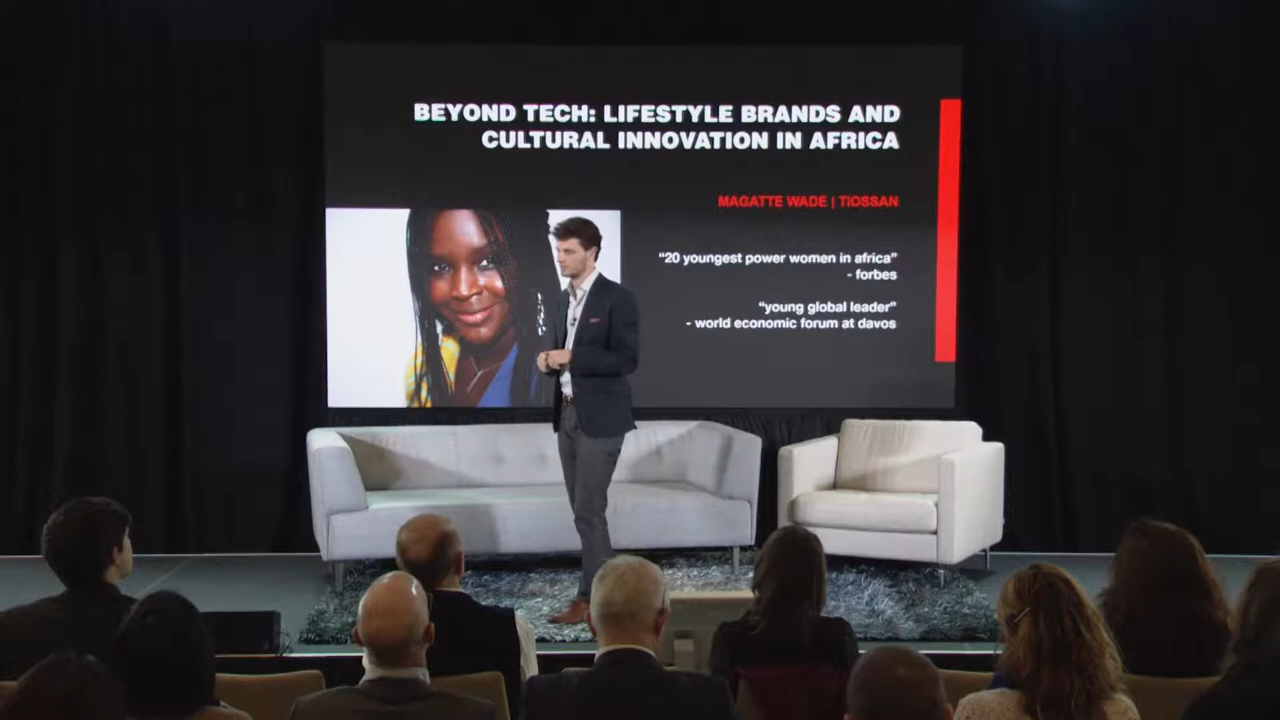 BEYOND TECH: LIFESTYLE BRANDS AND
CULTURAL INNOVATION IN AFRICA
MAGATTE WADE | TIOSSAN
“20 youngest power women in africa”
- forbes
“young global leader”
- world economic forum at davos